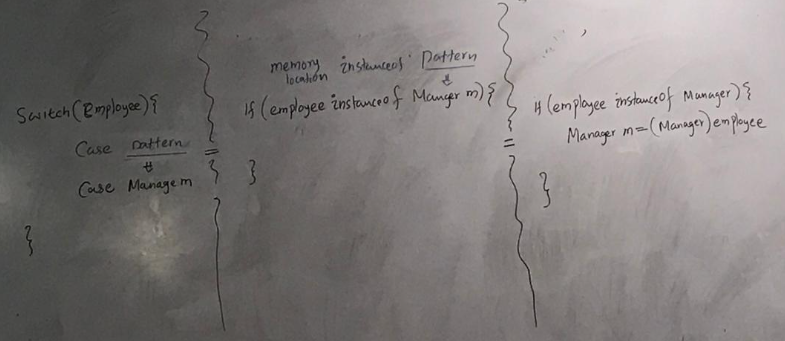 Switch(Employee){
Case Pattern
Case Manage m
}
=
memory location instanceof Pattern
If (employee instanceof Manger m) {
}
=
If (employee instanceof Manager) {
Manager m=(Manager)employee
}